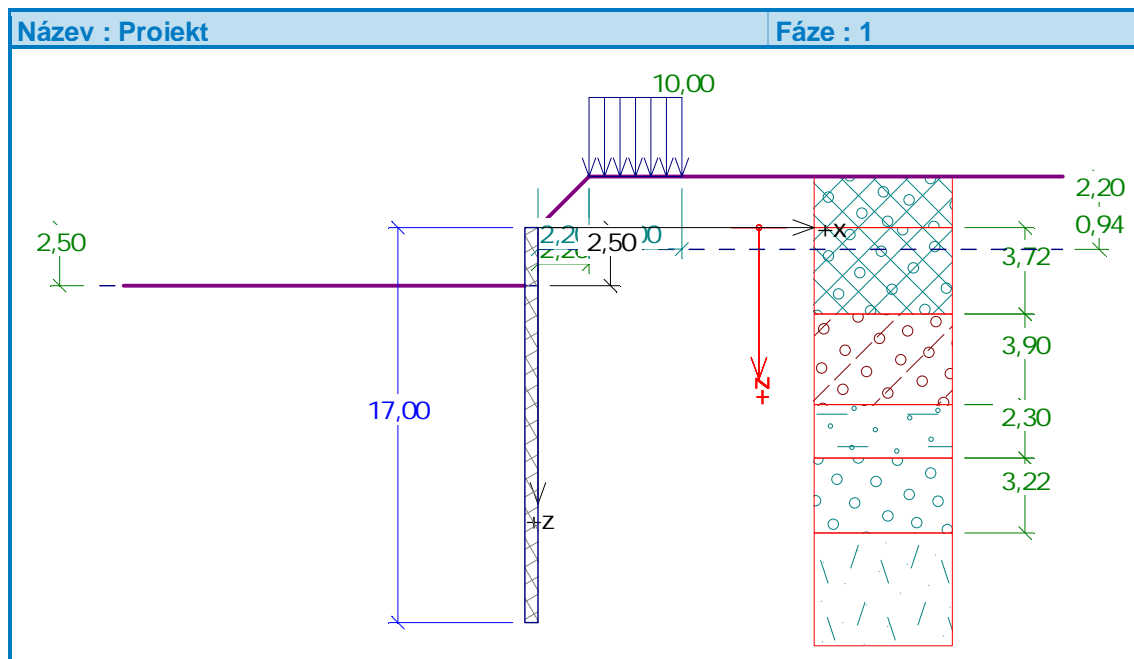 Název : Proiekt
Fáze : 1
10,00
2,20
0,94
2,50
2,50
+x
3,72
3,90
+z
17,00
2,30
3,22
+z